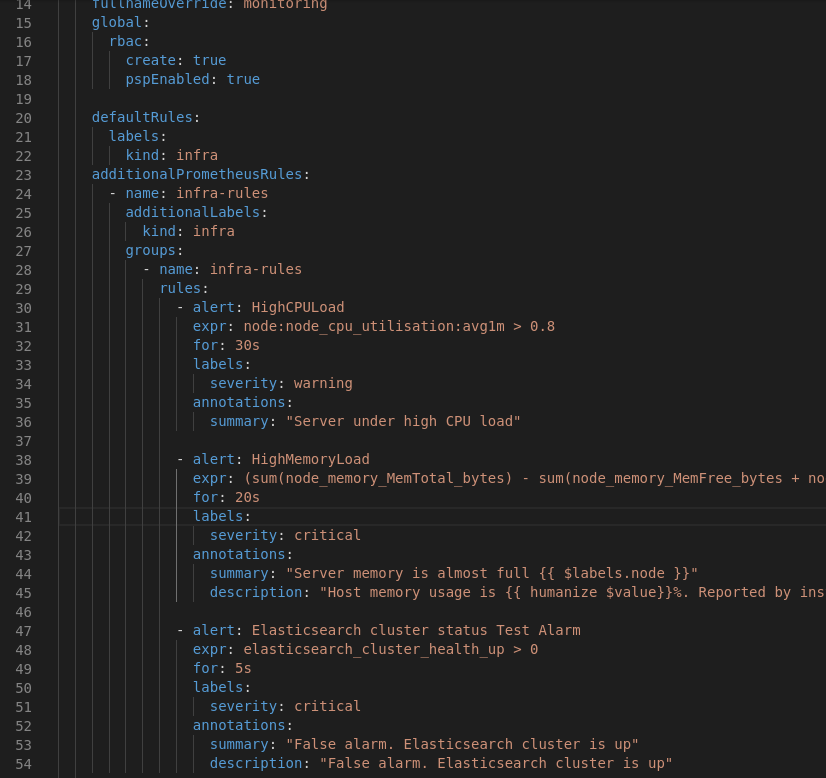 14 fullnameOverride: monitoring
15 global:
16 rbac:
17 create: true
18 pspEnabled: true
19
20 defaultRules:
21 labels:
22 kind: infra
23 additionalPrometheusRules:
24 - name: infra-rules
25 additionalLabels:
26 kind: infra
27 groups:
28 - name: infra-rules
29 rules:
30 - alert: HighCPULoad
31 expr: node:node_cpu_utilisation:avg1m > 0.8
32 for: 30s
33 labels:
34 severity: warning
35 annotations:
36 summary: "Server under high CPU load"
37
38 - alert: HighMemoryLoad
39 expr: (sum(node_memory_MemTotal_bytes) - sum(node_memory_MemFree_bytes + no
40 for: 20s
41 labels:
42 severity: critical
43 annotations:
44 summary: "Server memory is almost full {{ $labels.node }}"
45 description: "Host memory usage is {{ humanize $value}}%. Reported by ins
46
47 - alert: Elasticsearch cluster status Test Alarm
48 expr: elasticsearch_cluster_health_up > 0
49 for: 5s
50 labels:
51 severity: critical
52 annotations:
53 summary: "False alarm. Elasticsearch cluster is up"
54 description: "False alarm. Elasticsearch cluster is up"